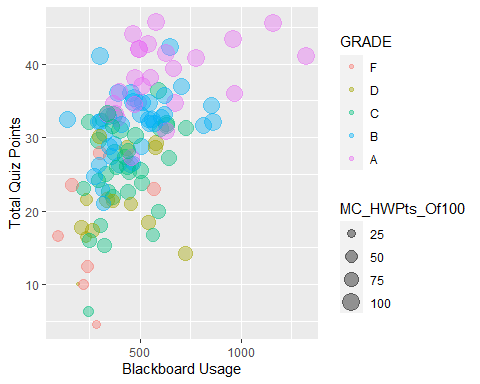 Total Quiz Points
40
30
20
10
500
1000
Blackboard Usage
GRADE
F
D
C
B
A
MC_HWPts_Of100
25
50
75
100